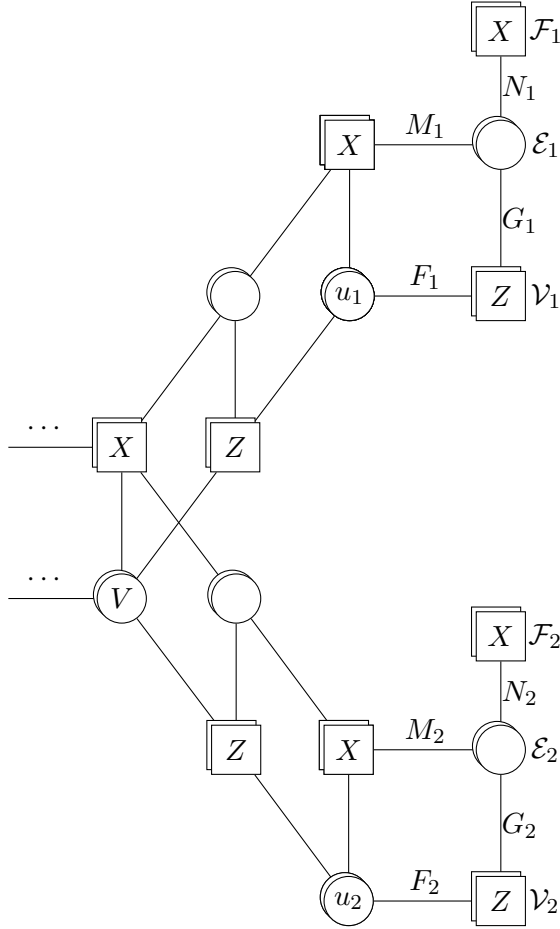 X F₁
N₁
X M₁ ℰ₁
G₁
u₁ F₁ Z 𝒱₁
⋯ X Z
⋯ V
X ℱ₂
N₂
Z X M₂ ℰ₂
G₂
u₂ F₂ Z 𝒱₂